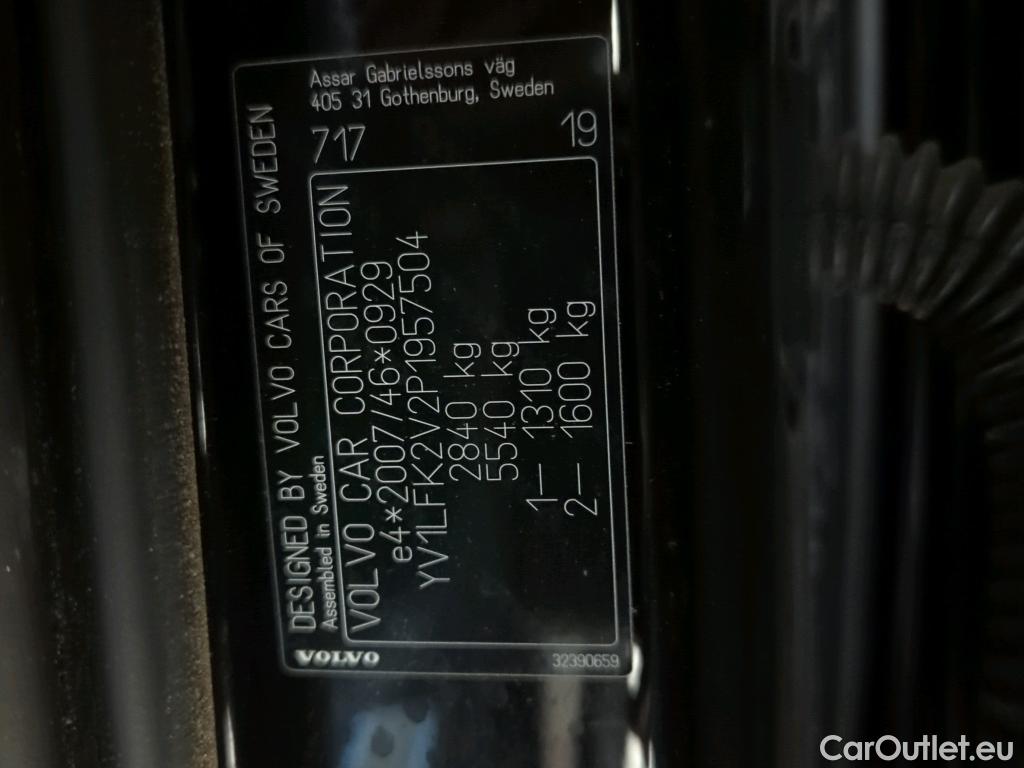 Assar Gabrielssons väg
405 31 Gothenburg, Sweden
717
19
DESIGNED BY VOLVO CARS OF SWEDEN
Assembled in Sweden
VOLVO CAR CORPORATION
e4*2007/46*0929
YV1LFK2V2P1957504
2840 kg
5540 kg
1– 1310 kg
2– 1600 kg
VOLVO
32390659
CarOutlet.eu